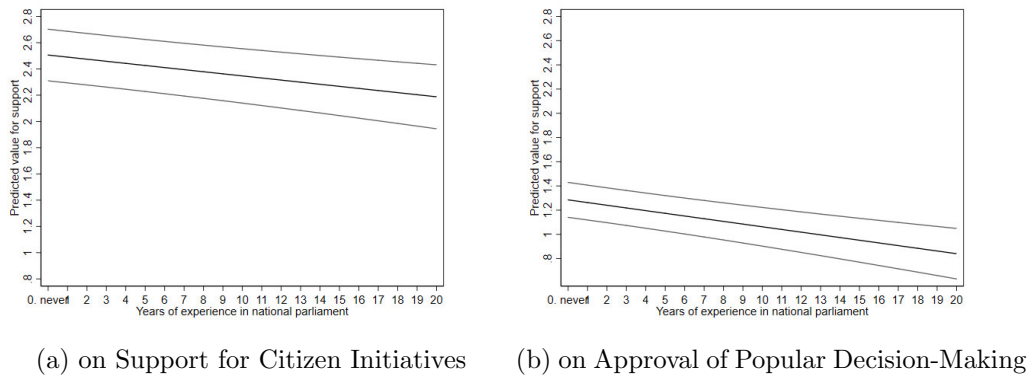 2.8
2.6
2.4
2.2
2
1.8
1.6
1.4
1.2
1
.8
Predicted value for support
0. never 1 2 3 4 5 6 7 8 9 10 11 12 13 14 15 16 17 18 19 20
Years of experience in national parliament
(a) on Support for Citizen Initiatives
2.8
2.6
2.4
2.2
2
1.8
1.6
1.4
1.2
1
.8
Predicted value for support
0. never 1 2 3 4 5 6 7 8 9 10 11 12 13 14 15 16 17 18 19 20
Years of experience in national parliament
(b) on Approval of Popular Decision-Making